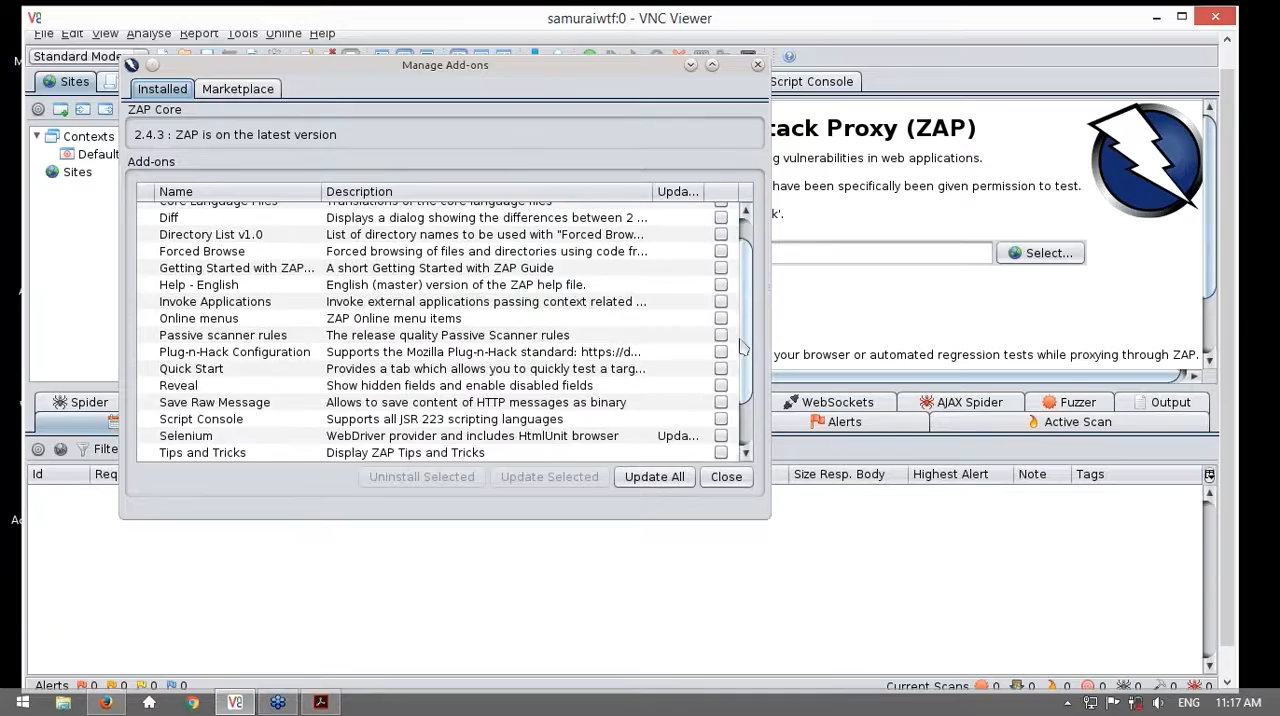 samuraiwtf:0 - VNC Viewer
File Edit View Analyse Report Tools Online Help
Standard Mode
Manage Add-ons
Sites
Installed Marketplace
Script Console
ZAP Core
2.4.3 : ZAP is on the latest version
tack Proxy (ZAP)
Contexts
Default
Sites
g vulnerabilities in web applications.
have been specifically been given permission to test.
k'.
Select...
Add-ons
Name Description Upda...
Core Language Files Translations of the core language files
Diff Displays a dialog showing the differences between 2 ...
Directory List v1.0 List of directory names to be used with "Forced Brow...
Forced Browse Forced browsing of files and directories using code fr...
Getting Started with ZAP... A short Getting Started with ZAP Guide
Help - English English (master) version of the ZAP help file.
Invoke Applications Invoke external applications passing context related ...
Online menus ZAP Online menu items
Passive scanner rules The release quality Passive Scanner rules
Plug-n-Hack Configuration Supports the Mozilla Plug-n-Hack standard: https://d...
Quick Start Provides a tab which allows you to quickly test a targ...
Reveal Show hidden fields and enable disabled fields
Save Raw Message Allows to save content of HTTP messages as binary
Script Console Supports all JSR 223 scripting languages
Selenium WebDriver provider and includes HtmlUnit browser Upda...
Tips and Tricks Display ZAP Tips and Tricks
Uninstall Selected Update Selected Update All Close
your browser or automated regression tests while proxying through ZAP.
Spider WebSockets AJAX Spider Fuzzer Output
Alerts Active Scan
Filte
Id Req Size Resp. Body Highest Alert Note Tags
Alerts 0 0 0 0 Current Scans 0 0 0 0 0 0 0
ENG 11:17 AM